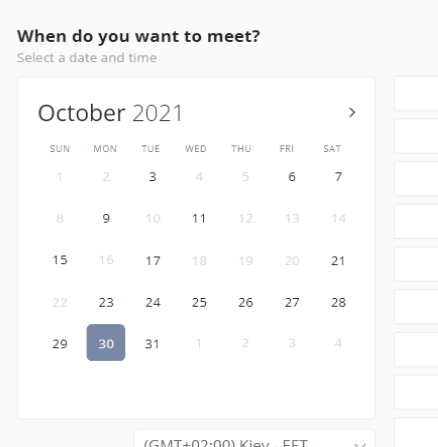 When do you want to meet?
Select a date and time
October 2021
SUN MON TUE WED THU FRI SAT
1 2 3 4 5 6 7
8 9 10 11 12 13 14
15 16 17 18 19 20 21
22 23 24 25 26 27 28
29 30 31 1 2 3 4
(GMT+02:00) Kiev - EET